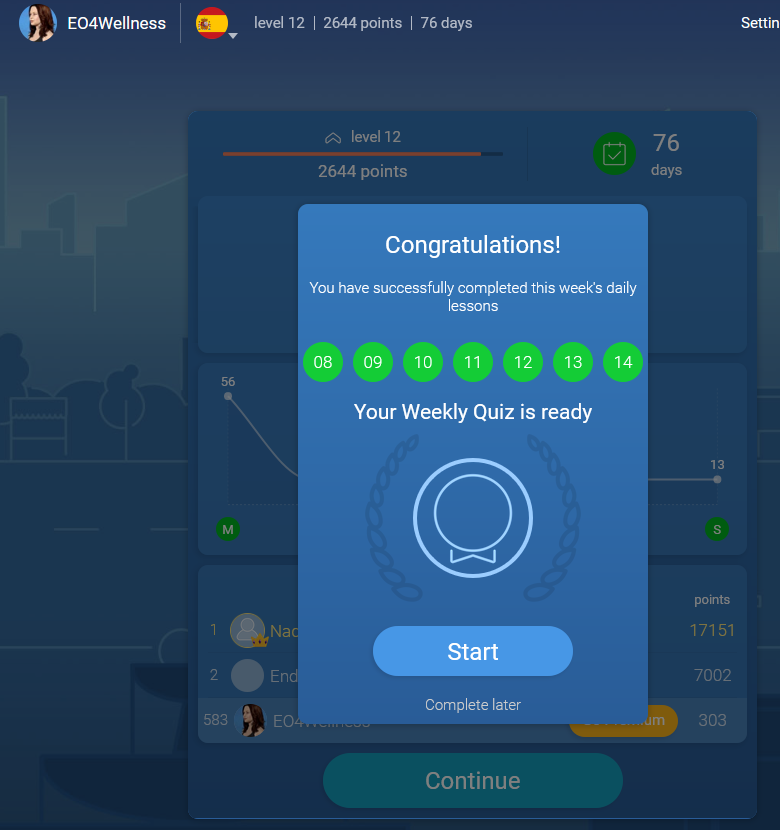 EO4Wellness
level 12 | 2644 points | 76 days
Settin
level 12
2644 points
76
days
Congratulations!
You have successfully completed this week's daily
lessons
08 09 10 11 12 13 14
Your Weekly Quiz is ready
56
13
M
S
Start
Complete later
points
1 Nad 17151
2 End 7002
583 EO4Wellness 303
Continue